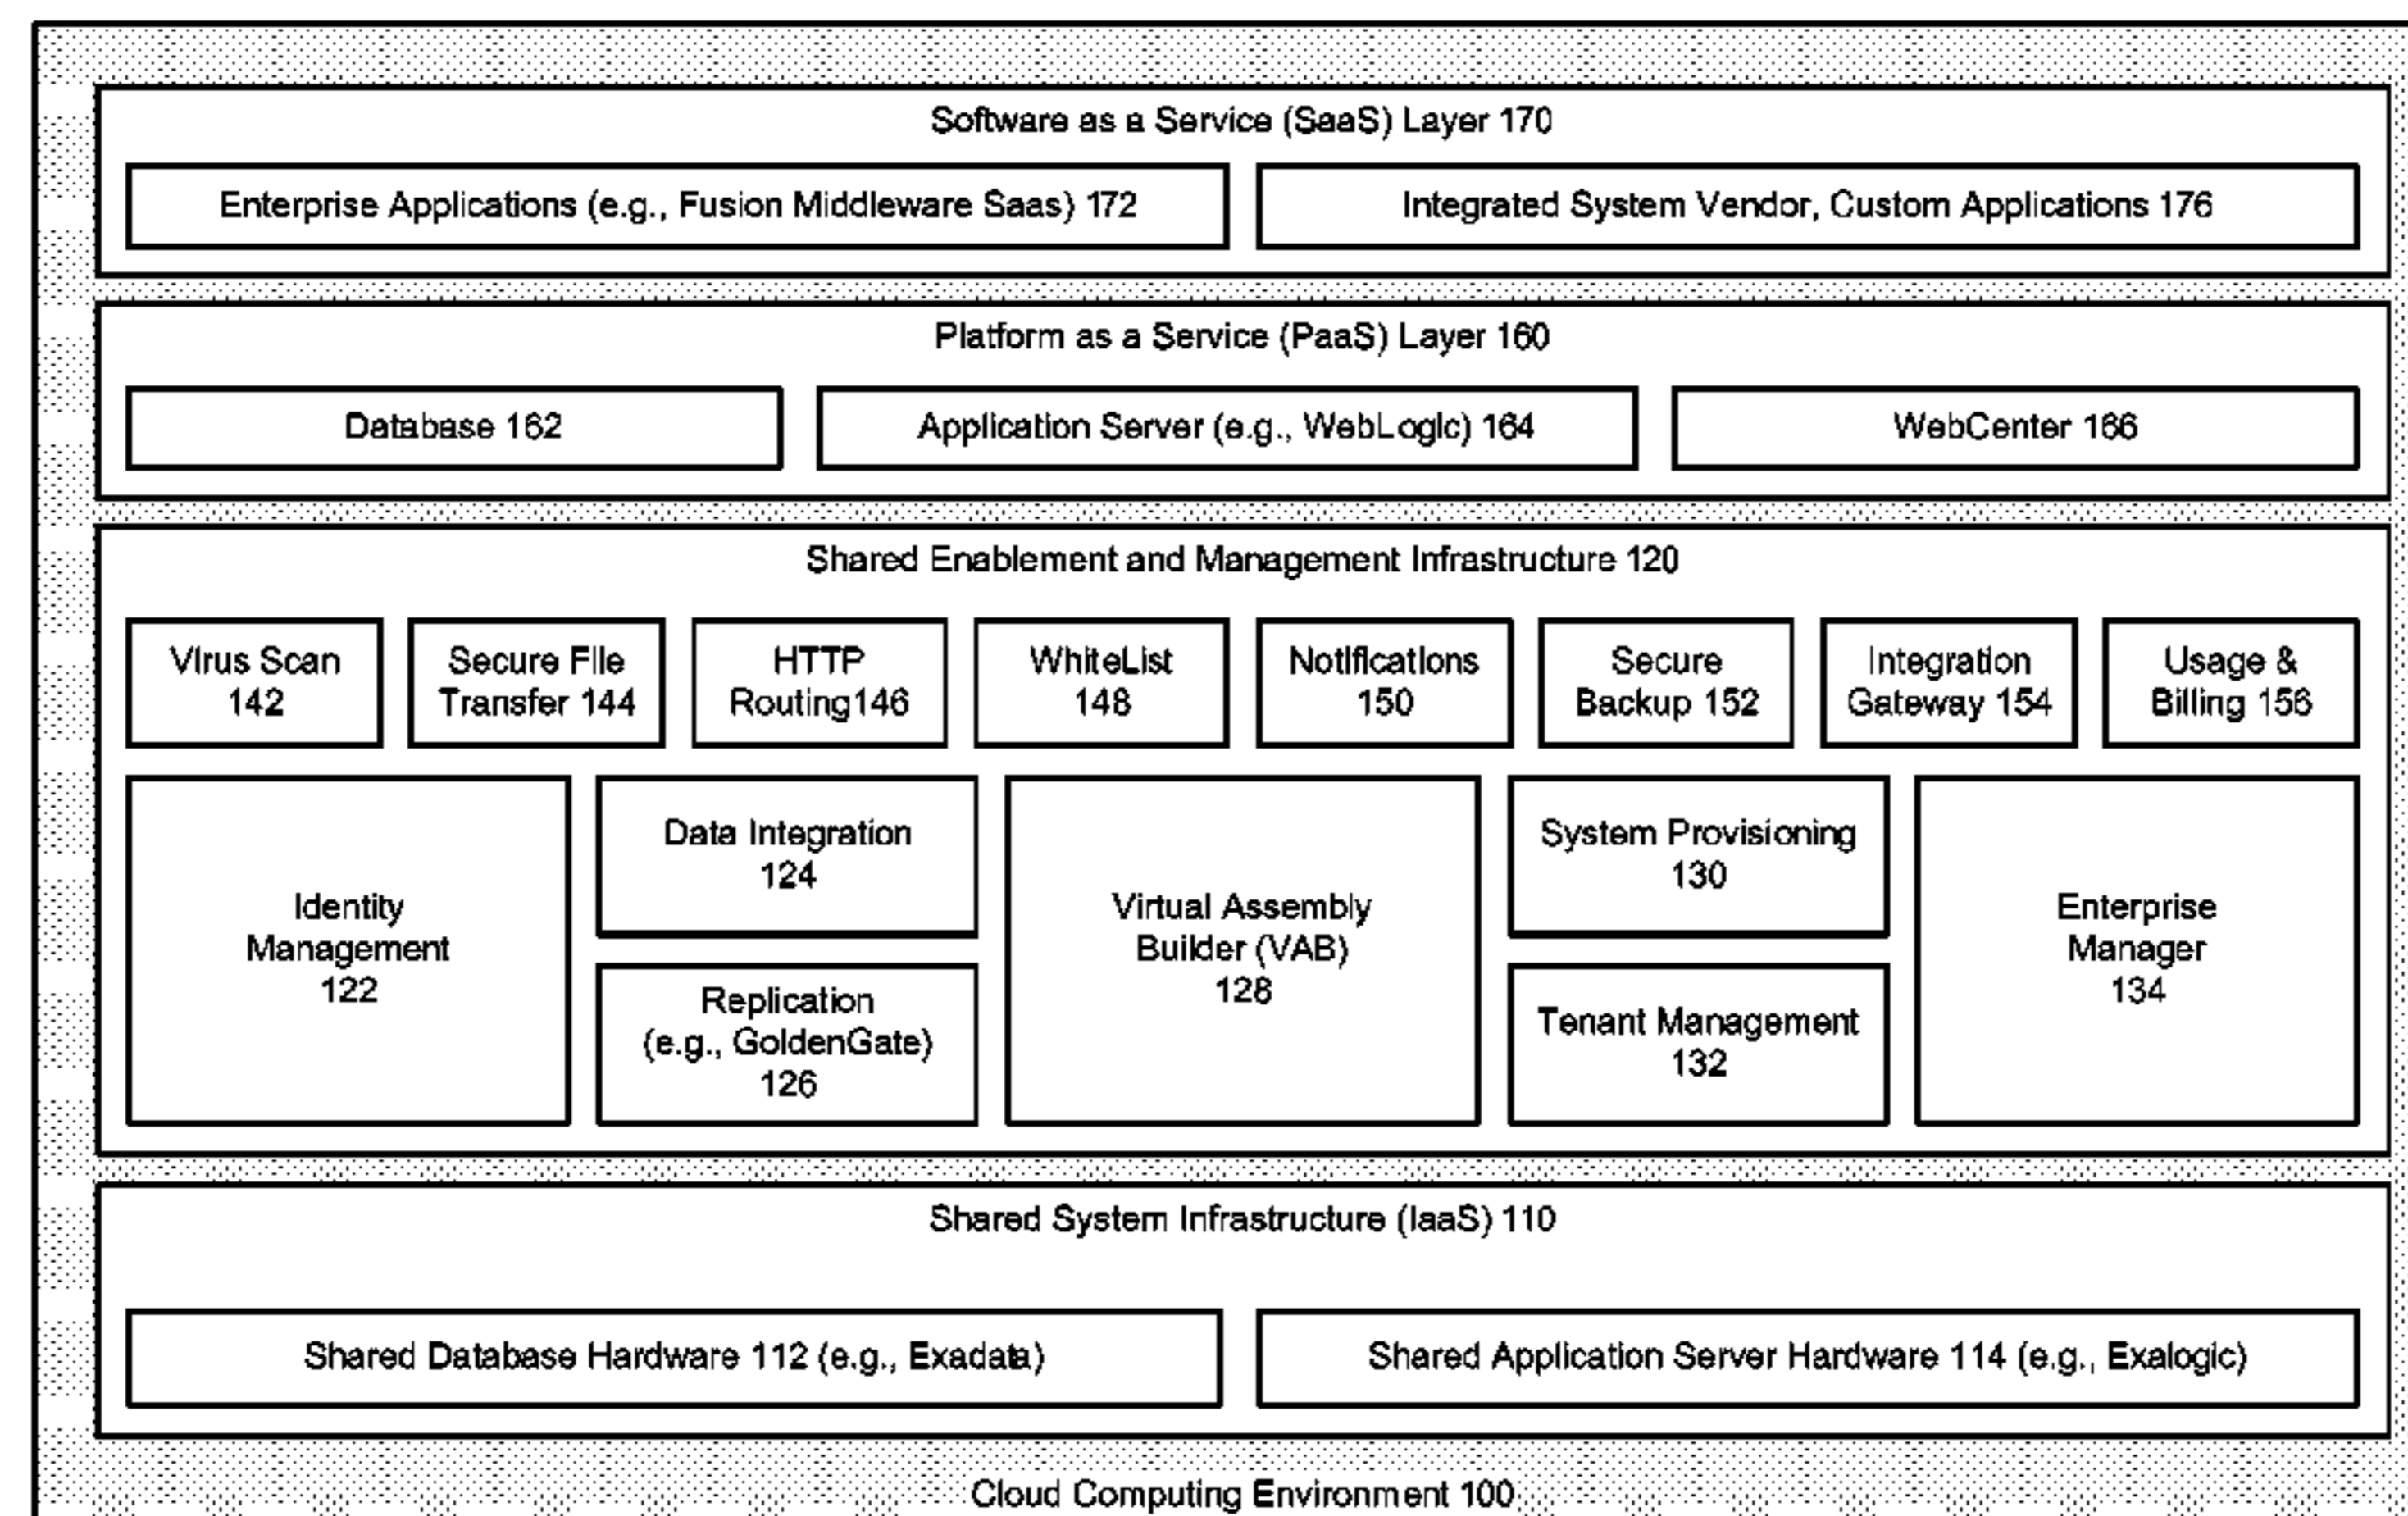 Software as a Service (SaaS) Layer 170
Enterprise Applications (e.g., Fusion Middleware Saas) 172
Integrated System Vendor, Custom Applications 176
Platform as a Service (PaaS) Layer 160
Database 162
Application Server (e.g., WebLogic) 164
WebCenter 166
Shared Enablement and Management Infrastructure 120
Virus Scan
142
Secure File
Transfer 144
HTTP
Routing146
WhiteList
148
Notifications
150
Secure
Backup 152
Integration
Gateway 154
Usage &
Billing 156
Identity
Management
122
Data Integration
124
Replication
(e.g., GoldenGate)
126
Virtual Assembly
Builder (VAB)
128
System Provisioning
130
Tenant Management
132
Enterprise
Manager
134
Shared System Infrastructure (IaaS) 110
Shared Database Hardware 112 (e.g., Exadata)
Shared Application Server Hardware 114 (e.g., Exalogic)
Cloud Computing Environment 100